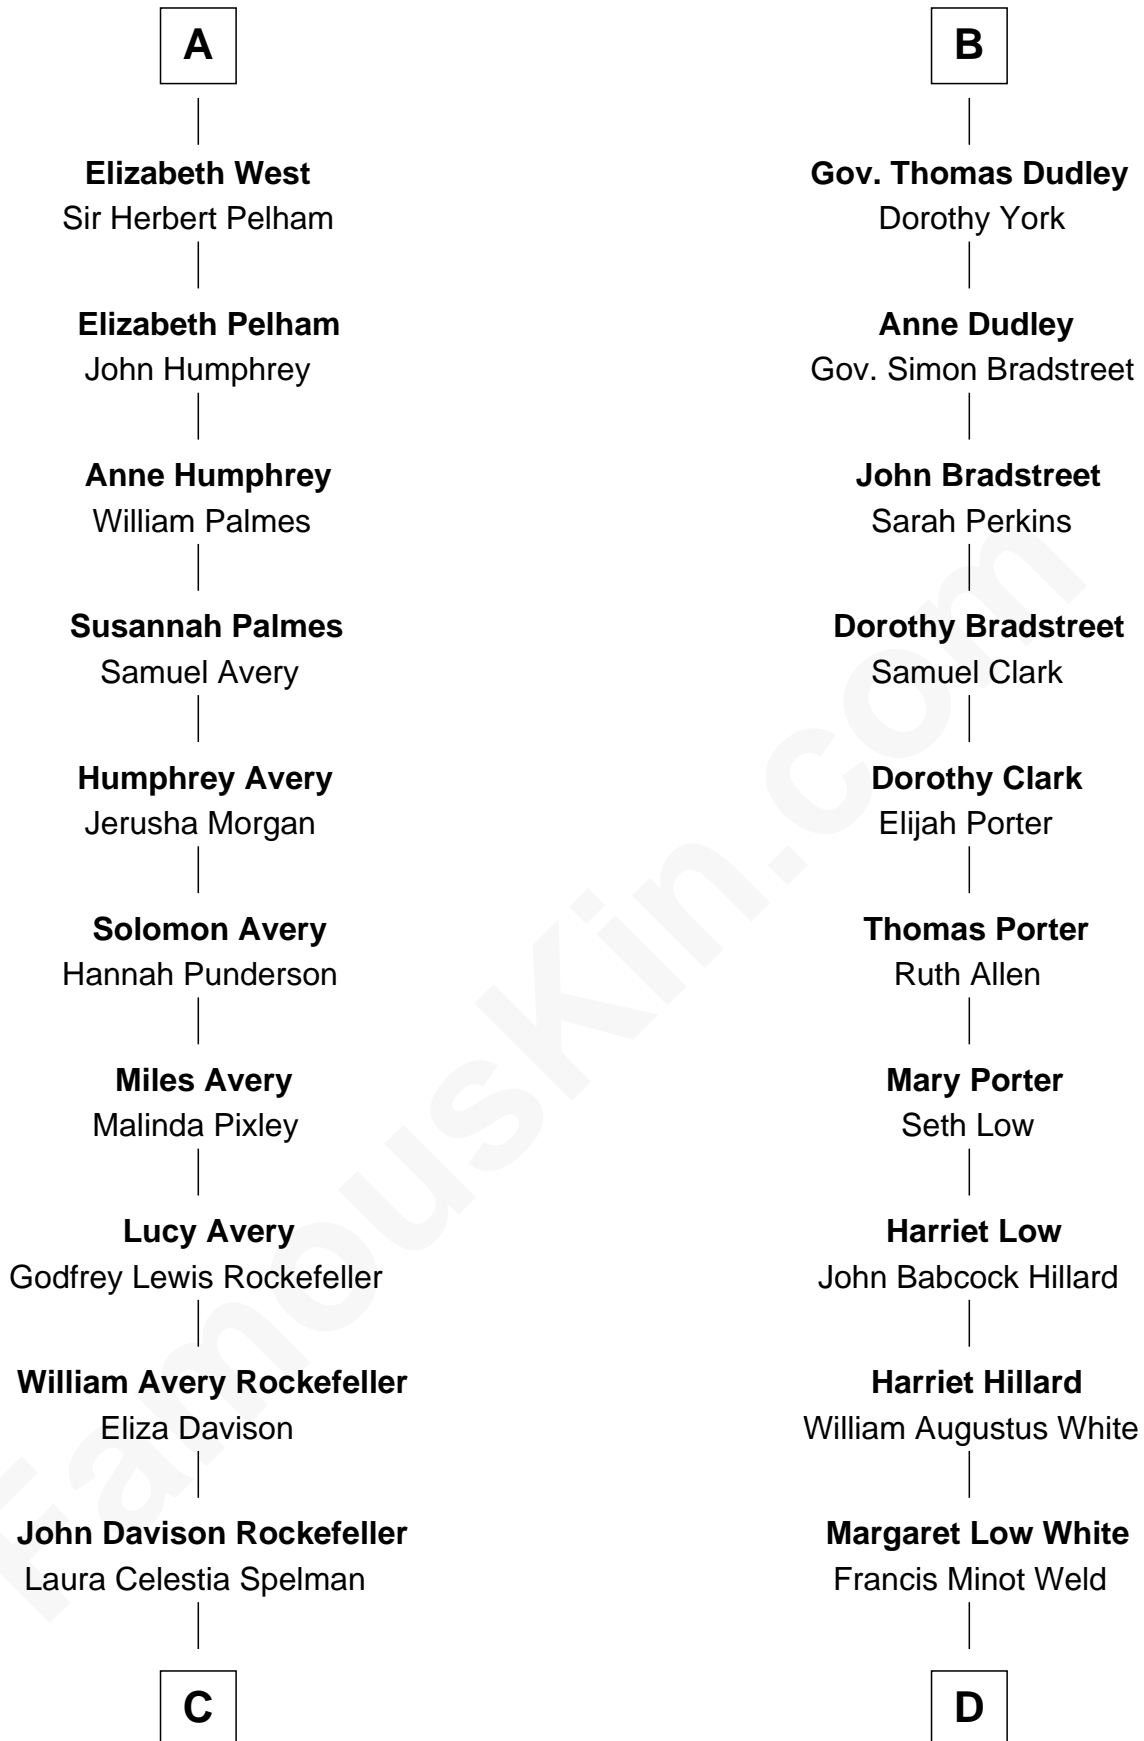 A
Elizabeth West
Sir Herbert Pelham
Elizabeth Pelham
John Humphrey
Anne Humphrey
William Palmes
Susannah Palmes
Samuel Avery
Humphrey Avery
Jerusha Morgan
Solomon Avery
Hannah Punderson
Miles Avery
Malinda Pixley
Lucy Avery
Godfrey Lewis Rockefeller
William Avery Rockefeller
Eliza Davison
John Davison Rockefeller
Laura Celestia Spelman
C
B
Gov. Thomas Dudley
Dorothy York
Anne Dudley
Gov. Simon Bradstreet
John Bradstreet
Sarah Perkins
Dorothy Bradstreet
Samuel Clark
Dorothy Clark
Elijah Porter
Thomas Porter
Ruth Allen
Mary Porter
Seth Low
Harriet Low
John Babcock Hillard
Harriet Hillard
William Augustus White
Margaret Low White
Francis Minot Weld
D
FamousKin.com